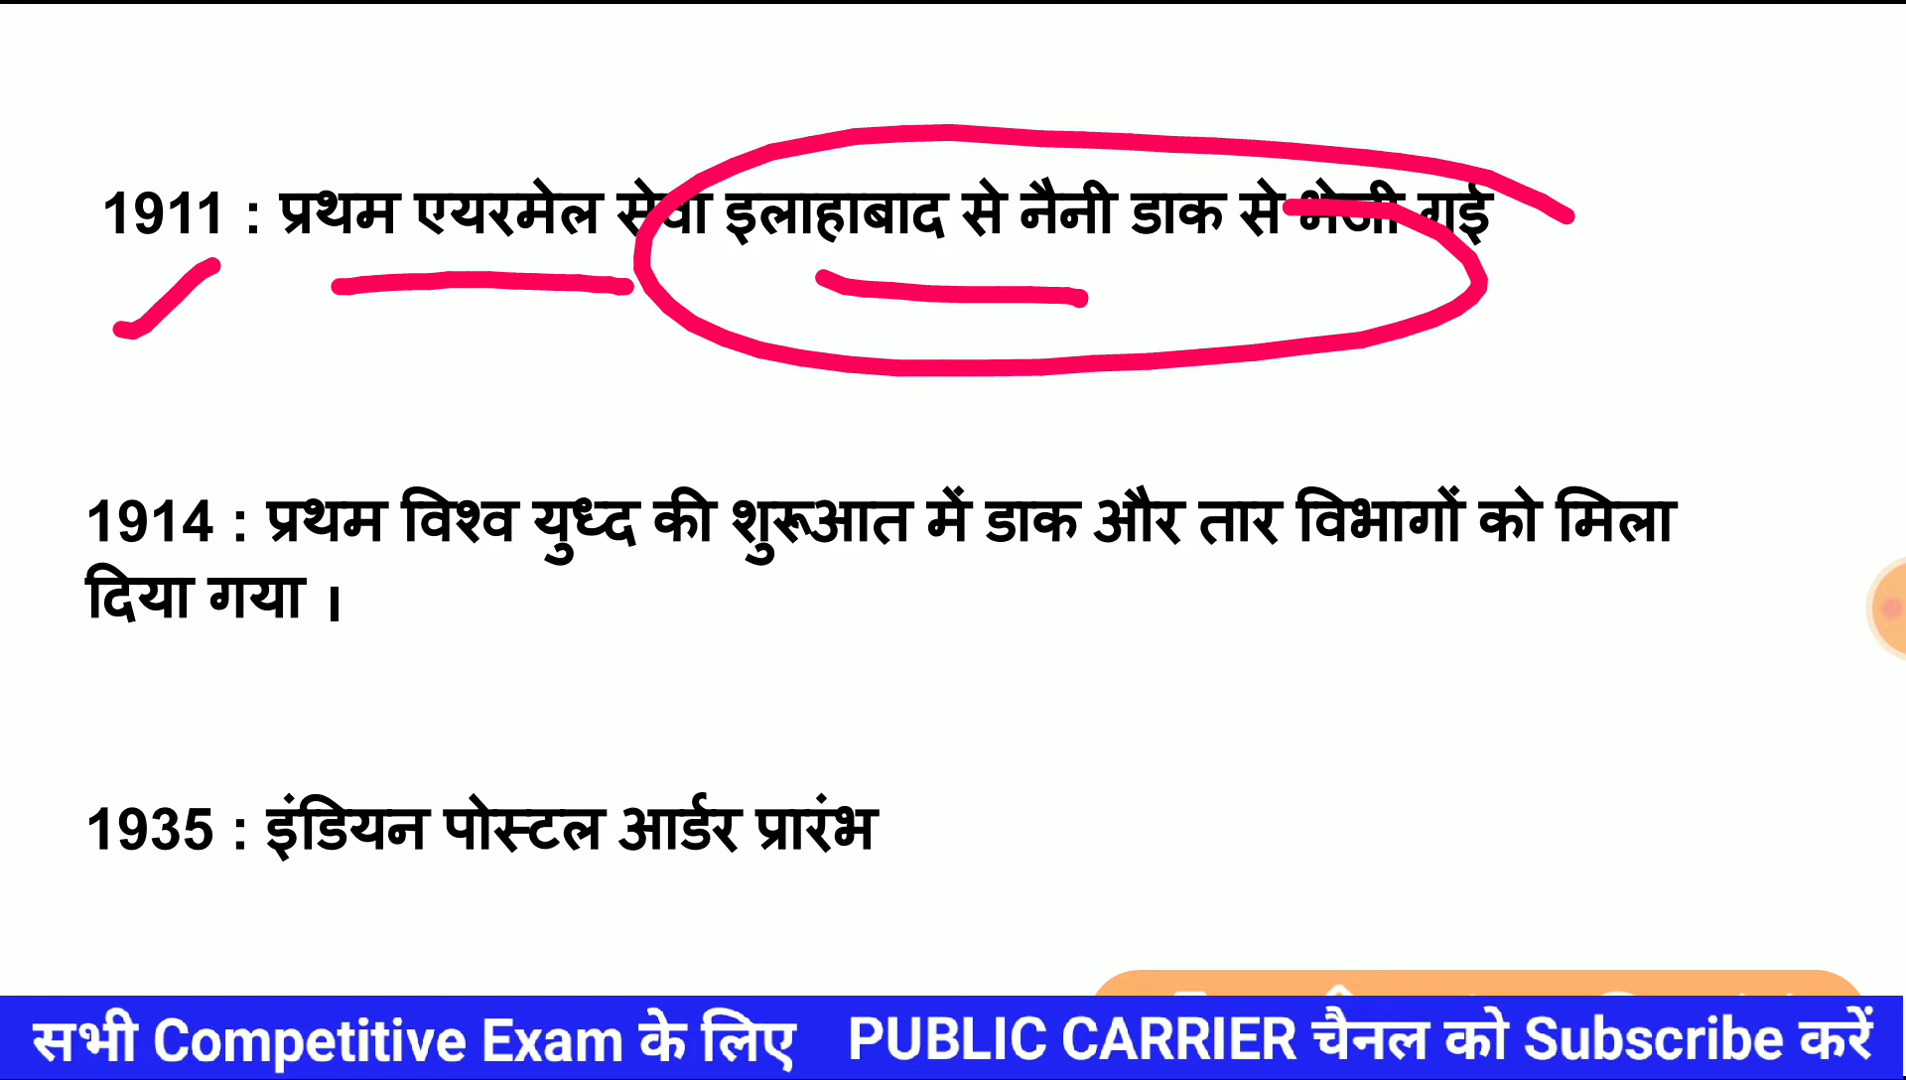 1911 : प्रथम एयरमेल सेवा इलाहाबाद से नैनी डाक से भेजी गई
1914 : प्रथम विश्व युध्द की शुरूआत में डाक और तार विभागों को मिला
दिया गया ।
1935 : इंडियन पोस्टल आर्डर प्रारंभ
सभी Competitive Exam के लिए PUBLIC CARRIER चैनल को Subscribe करें